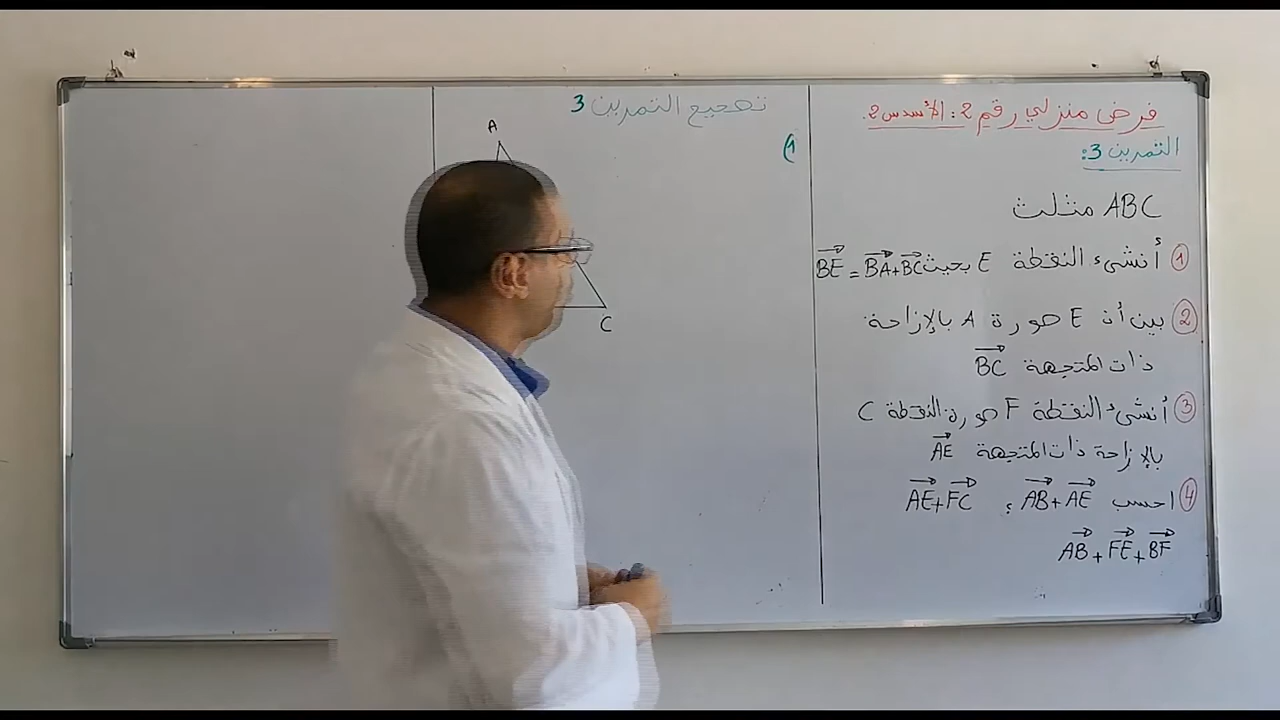 فرض منزلي رقم 2 : الأسدس 2.
التمرين 3:
ABC مثلث
① أنشىء النقطة E بحيث BE = BA + BC
② بين أن E صورة A بالإزاحة
ذات المتجهة BC
③ أنشىء النقطة F صورة النقطة C
بالإزاحة ذات المتجهة AE
④ احسب AB + AE ; AE + FC
AB + FE + BF
تصحيح التمرين 3
1)
A
C